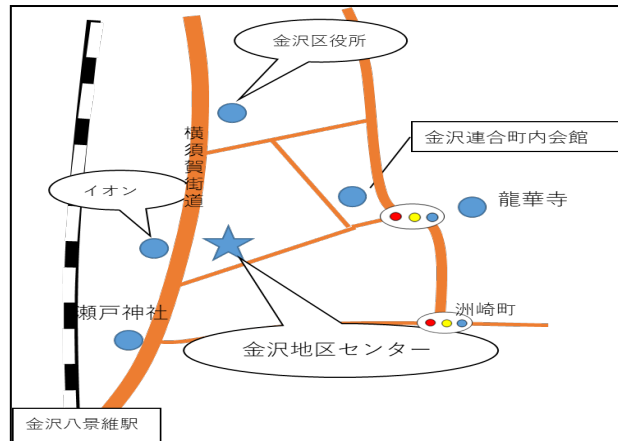 金沢区役所
横須賀街道
金沢連合町内会館
イオン
龍華寺
瀬戸神社
洲崎町
金沢地区センター
金沢八景維駅